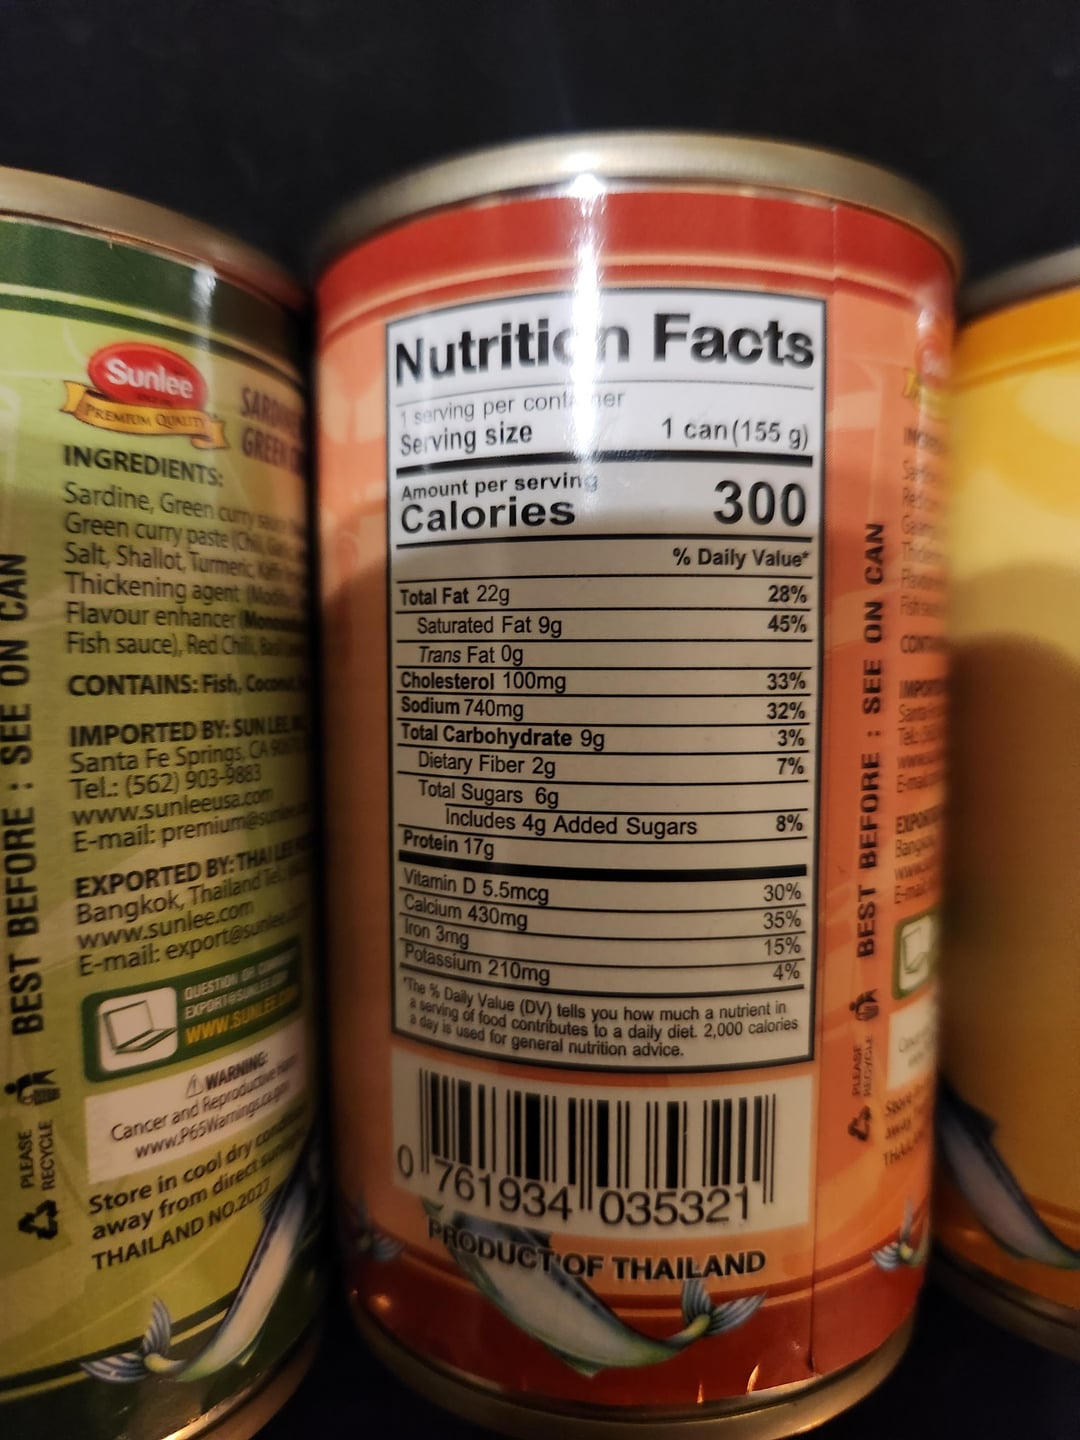 Sunlee
PREMIUM QUALITY
INGREDIENTS:
Sardine, Green curry
Green curry paste
Salt, Shallot, Turmeric,
Thickening agent
Flavour enhancer
Fish sauce), Red Chili,
CONTAINS: Fish, Coconut
IMPORTED BY: SUN LEE
Santa Fe Springs, CA
Tel.: (562) 903-9883
www.sunleeusa.com
E-mail: premium@
EXPORTED BY: THAI LEE
Bangkok, Thailand
www.sunlee.com
E-mail: export@sunlee
QUESTION OR
EXPORT@SUNLEE
WWW.SUNLEE.
WARNING:
Cancer and Reproductive
www.P65Warnings.ca.gov
Store in cool dry
away from direct
THAILAND NO.2027
BEST BEFORE : SEE ON CAN
PLEASE
RECYCLE
Nutrition Facts
1 serving per container
Serving size 1 can (155 g)
Amount per serving
Calories 300
% Daily Value*
Total Fat 22g 28%
Saturated Fat 9g 45%
Trans Fat 0g
Cholesterol 100mg 33%
Sodium 740mg 32%
Total Carbohydrate 9g 3%
Dietary Fiber 2g 7%
Total Sugars 6g
Includes 4g Added Sugars 8%
Protein 17g
Vitamin D 5.5mcg 30%
Calcium 430mg 35%
Iron 3mg 15%
Potassium 210mg 4%
*The % Daily Value (DV) tells you how much a nutrient in
a serving of food contributes to a daily diet. 2,000 calories
a day is used for general nutrition advice.
0 761934 035321
PRODUCT OF THAILAND
BEST BEFORE : SEE ON CAN
PLEASE
RECYCLE